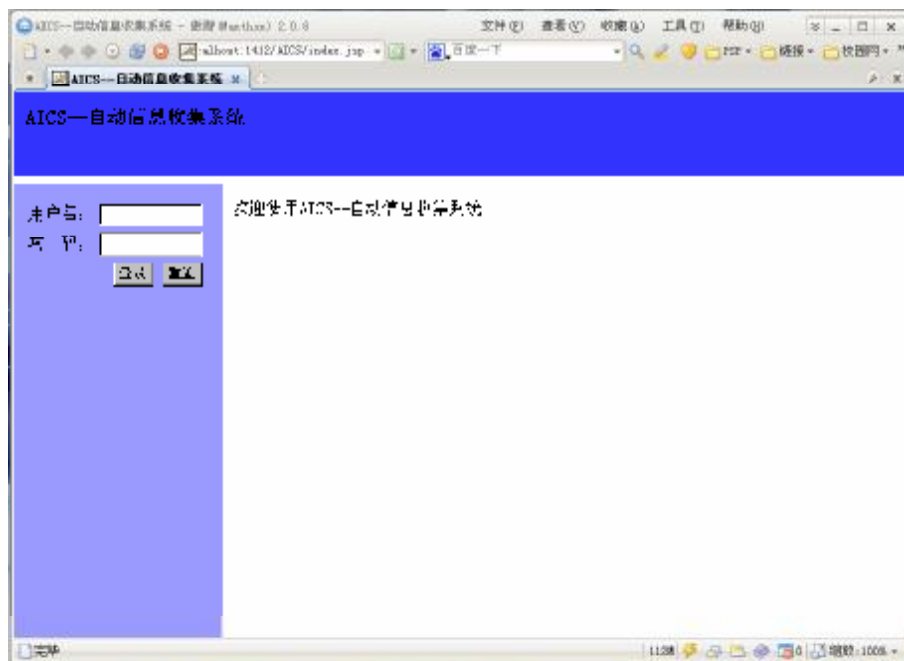 AICS--自动信息收集系统 - 傲游(Maxthon) 2.0.8
文件(F) 查看(V) 收藏(A) 工具(T) 帮助(H)
alhost:1412/AICS/index.jsp 百度一下 链接 校园网
AICS--自动信息收集系统
AICS--自动信息收集系统
用户名:
密 码:
登录 重置
欢迎使用AICS--自动信息收集系统
完毕 0 缩放:100%